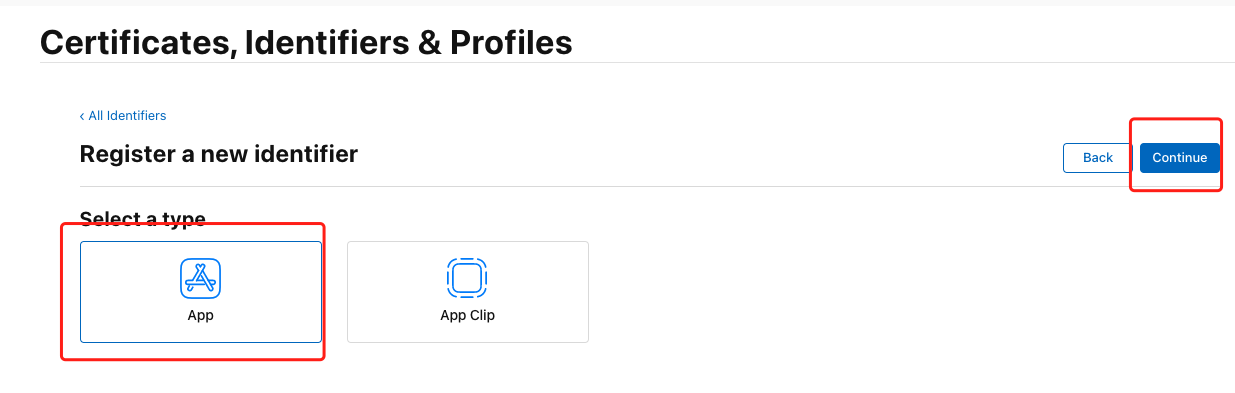 Certificates, Identifiers & Profiles
‹ All Identifiers
Register a new identifier
Back
Continue
Select a type
App
App Clip